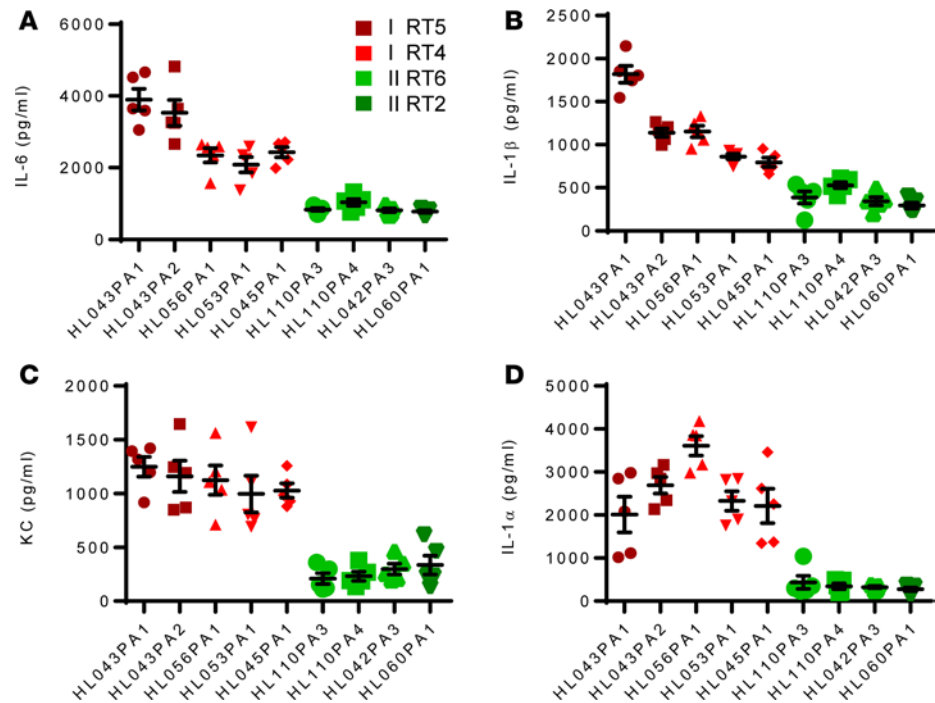 A
IL-6 (pg/ml)
6000
4000
2000
0
I RT5
I RT4
II RT6
II RT2
HL043PA1
HL043PA2
HL056PA1
HL053PA1
HL045PA1
HL110PA3
HL110PA4
HL042PA3
HL060PA1
B
IL-1β (pg/ml)
2500
2000
1500
1000
500
0
HL043PA1
HL043PA2
HL056PA1
HL053PA1
HL045PA1
HL110PA3
HL110PA4
HL042PA3
HL060PA1
C
KC (pg/ml)
2000
1500
1000
500
0
HL043PA1
HL043PA2
HL056PA1
HL053PA1
HL045PA1
HL110PA3
HL110PA4
HL042PA3
HL060PA1
D
IL-1α (pg/ml)
5000
4000
3000
2000
1000
0
HL043PA1
HL043PA2
HL056PA1
HL053PA1
HL045PA1
HL110PA3
HL110PA4
HL042PA3
HL060PA1